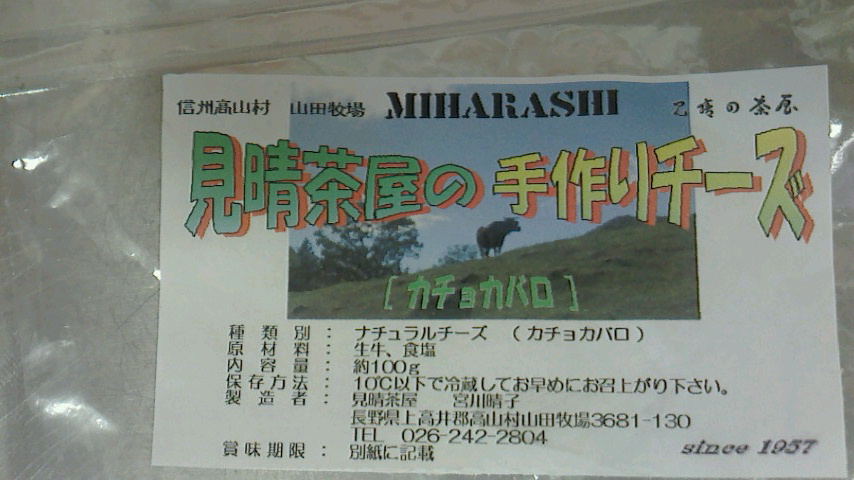 信州高山村 山田牧場 MIHARASHI 乙 の茶屋
見晴茶屋の 手作りチーズ
[カチョカバロ]
種類別： ナチュラルチーズ (カチョカバロ)
原材料： 生牛、食塩
内容量： 約100g
保存方法： 10℃以下で冷蔵してお早めにお召上がり下さい。
製造者： 見晴茶屋 宮川晴子
長野県上高井郡高山村山田牧場3681-130
TEL 026-242-2804
賞味期限： 別紙に記載
since 1957